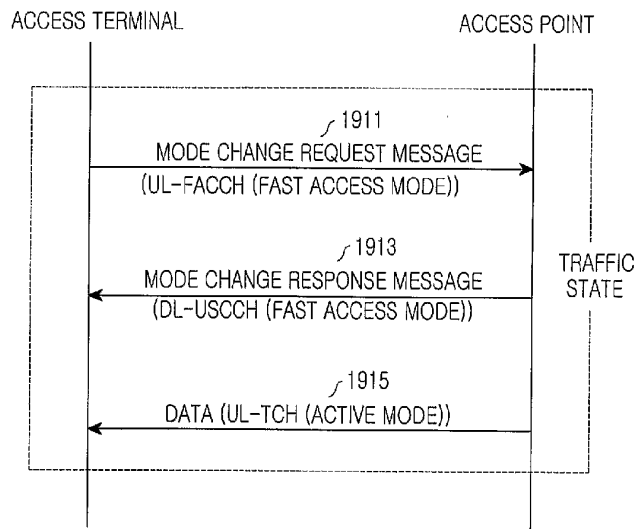 ACCESS TERMINAL
ACCESS POINT
1911
MODE CHANGE REQUEST MESSAGE
(UL-FACCH (FAST ACCESS MODE))
1913
MODE CHANGE RESPONSE MESSAGE
(DL-USCCH (FAST ACCESS MODE))
TRAFFIC
STATE
1915
DATA (UL-TCH (ACTIVE MODE))